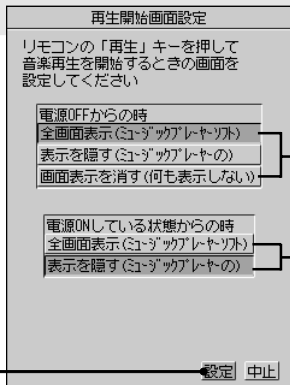 再生開始画面設定
リモコンの「再生」キーを押して
音楽再生を開始するときの画面を
設定してください
電源OFFからの時
全画面表示(ﾐｭｰｼﾞｯｸﾌﾟﾚｰﾔｰｿﾌﾄ)
表示を隠す(ﾐｭｰｼﾞｯｸﾌﾟﾚｰﾔｰの)
画面表示を消す(何も表示しない)
電源ONしている状態からの時
全画面表示(ﾐｭｰｼﾞｯｸﾌﾟﾚｰﾔｰｿﾌﾄ)
表示を隠す(ﾐｭｰｼﾞｯｸﾌﾟﾚｰﾔｰの)
設定 中止